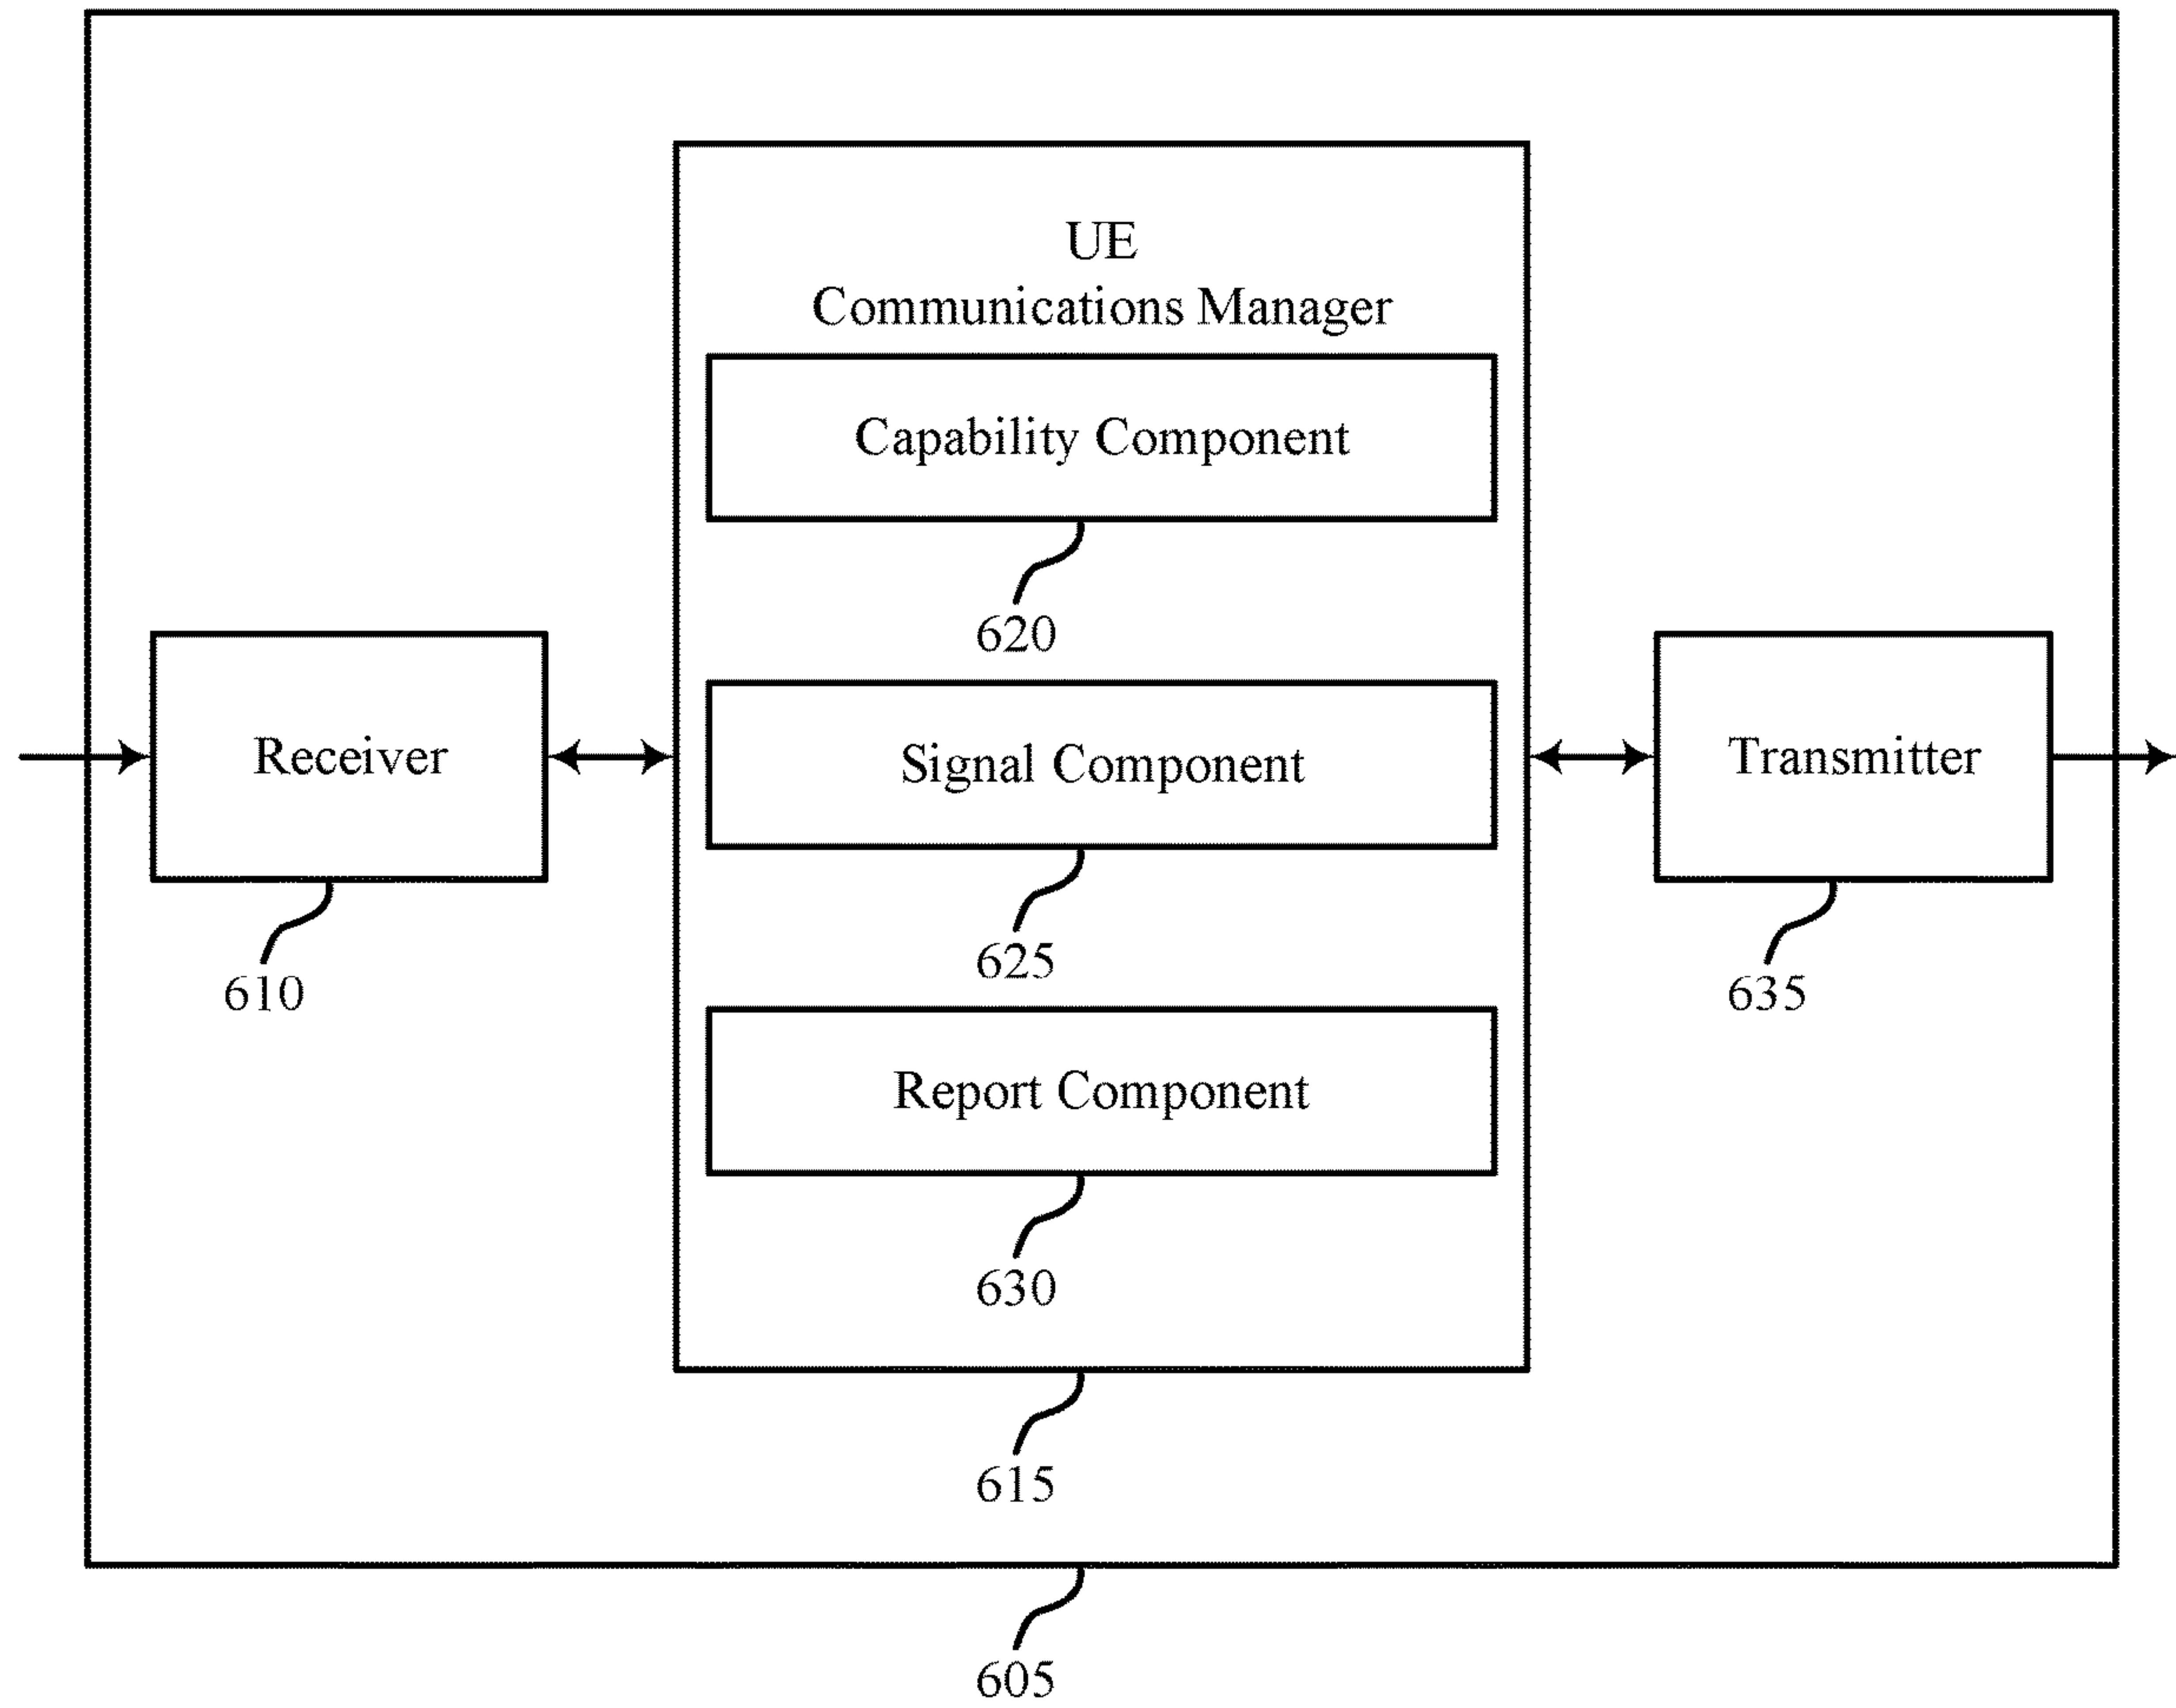 UE
Communications Manager
Capability Component
620
Receiver
610
Signal Component
625
Transmitter
635
Report Component
630
615
605